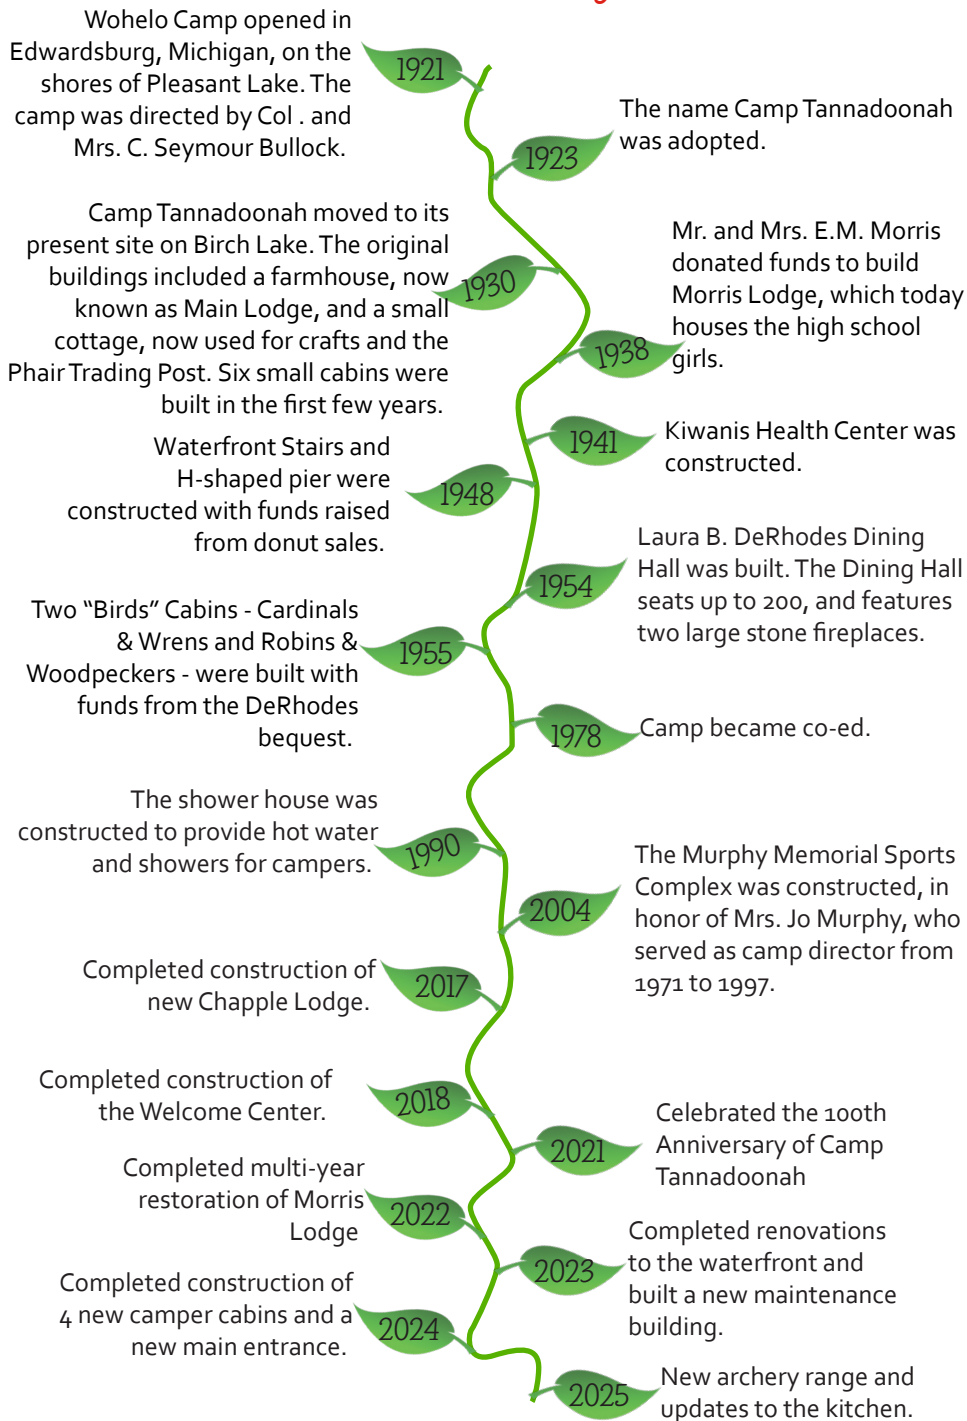 Wohelo Camp opened in
Edwardsburg, Michigan, on the
shores of Pleasant Lake. The
camp was directed by Col . and
Mrs. C. Seymour Bullock.
1921
The name Camp Tannadoonah
was adopted.
1923
Camp Tannadoonah moved to its
present site on Birch Lake. The original
buildings included a farmhouse, now
known as Main Lodge, and a small
cottage, now used for crafts and the
Phair Trading Post. Six small cabins were
built in the first few years.
1930
Mr. and Mrs. E.M. Morris
donated funds to build
Morris Lodge, which today
houses the high school
girls.
1938
1941
Kiwanis Health Center was
constructed.
Waterfront Stairs and
H-shaped pier were
constructed with funds raised
from donut sales.
1948
Laura B. DeRhodes Dining
Hall was built. The Dining Hall
seats up to 200, and features
two large stone fireplaces.
1954
Two “Birds” Cabins - Cardinals
& Wrens and Robins &
Woodpeckers - were built with
funds from the DeRhodes
bequest.
1955
1978
Camp became co-ed.
The shower house was
constructed to provide hot water
and showers for campers.
1990
The Murphy Memorial Sports
Complex was constructed, in
honor of Mrs. Jo Murphy, who
served as camp director from
1971 to 1997.
2004
Completed construction of
new Chapple Lodge.
2017
Completed construction of
the Welcome Center.
2018
Celebrated the 100th
Anniversary of Camp
Tannadoonah
2021
Completed multi-year
restoration of Morris
Lodge
2022
Completed renovations
to the waterfront and
built a new maintenance
building.
2023
Completed construction of
4 new camper cabins and a
new main entrance.
2024
New archery range and
updates to the kitchen.
2025